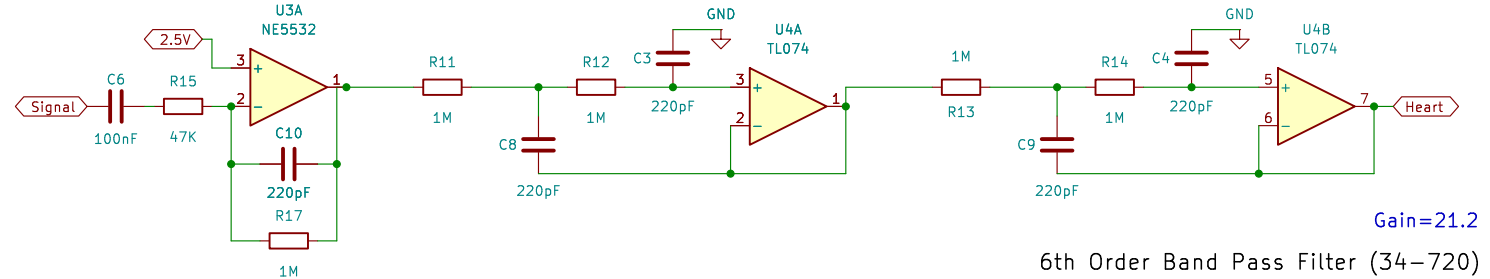 U3A
NE5532
2.5V
3
+
1
2
−
Signal
C6
100nF
R15
47K
C10
220pF
R17
1M
R11
1M
R12
1M
C8
220pF
GND
C3
220pF
U4A
TL074
3
+
1
2
−
1M
R13
R14
1M
C9
220pF
GND
C4
220pF
U4B
TL074
5
+
7
6
−
Heart
Gain=21.2
6th Order Band Pass Filter (34−720)